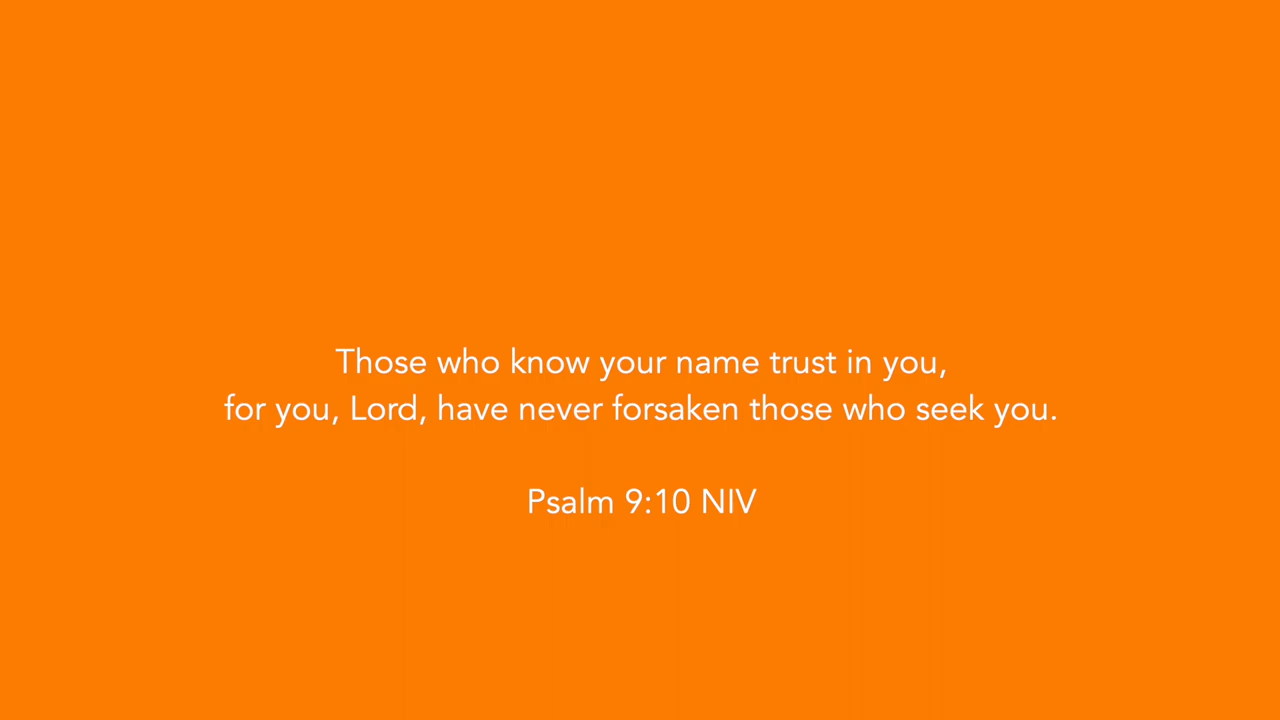 Those who know your name trust in you,
for you, Lord, have never forsaken those who seek you.
Psalm 9:10 NIV